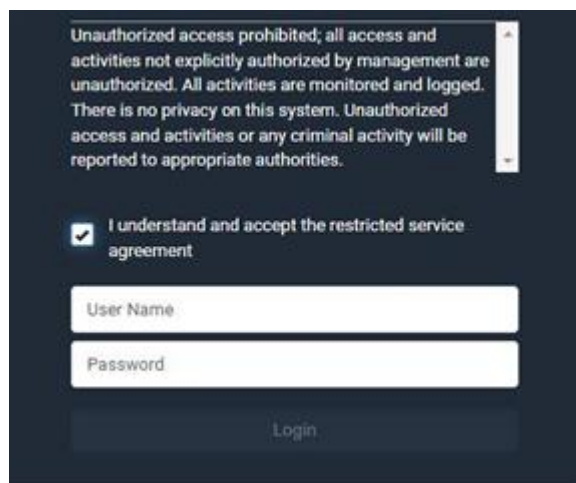 Unauthorized access prohibited; all access and
activities not explicitly authorized by management are
unauthorized. All activities are monitored and logged.
There is no privacy on this system. Unauthorized
access and activities or any criminal activity will be
reported to appropriate authorities.
I understand and accept the restricted service
agreement
User Name
Password
Login